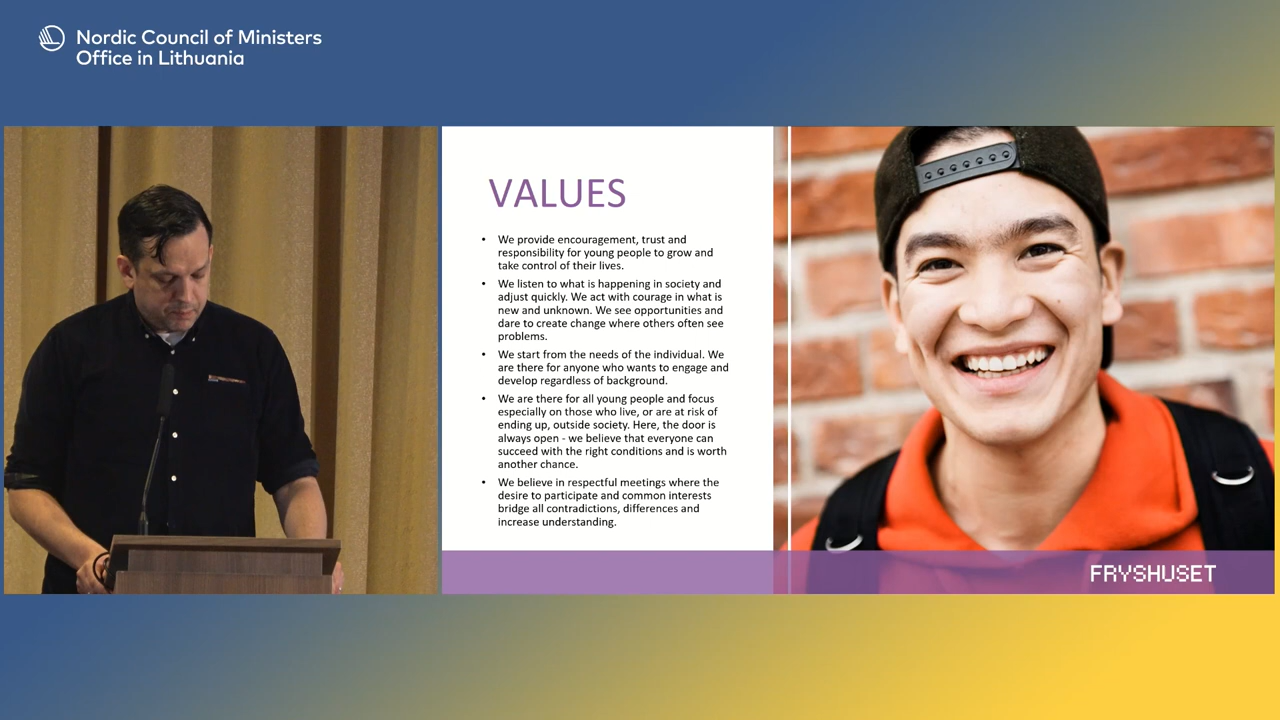 Nordic Council of Ministers
Office in Lithuania
VALUES
• We provide encouragement, trust and
responsibility for young people to grow and
take control of their lives.
• We listen to what is happening in society and
adjust quickly. We act with courage in what is
new and unknown. We see opportunities and
dare to create change where others often see
problems.
• We start from the needs of the individual. We
are there for anyone who wants to engage and
develop regardless of background.
• We are there for all young people and focus
especially on those who live, or are at risk of
ending up, outside society. Here, the door is
always open - we believe that everyone can
succeed with the right conditions and is worth
another chance.
• We believe in respectful meetings where the
desire to participate and common interests
bridge all contradictions, differences and
increase understanding.
FRYSHUSET